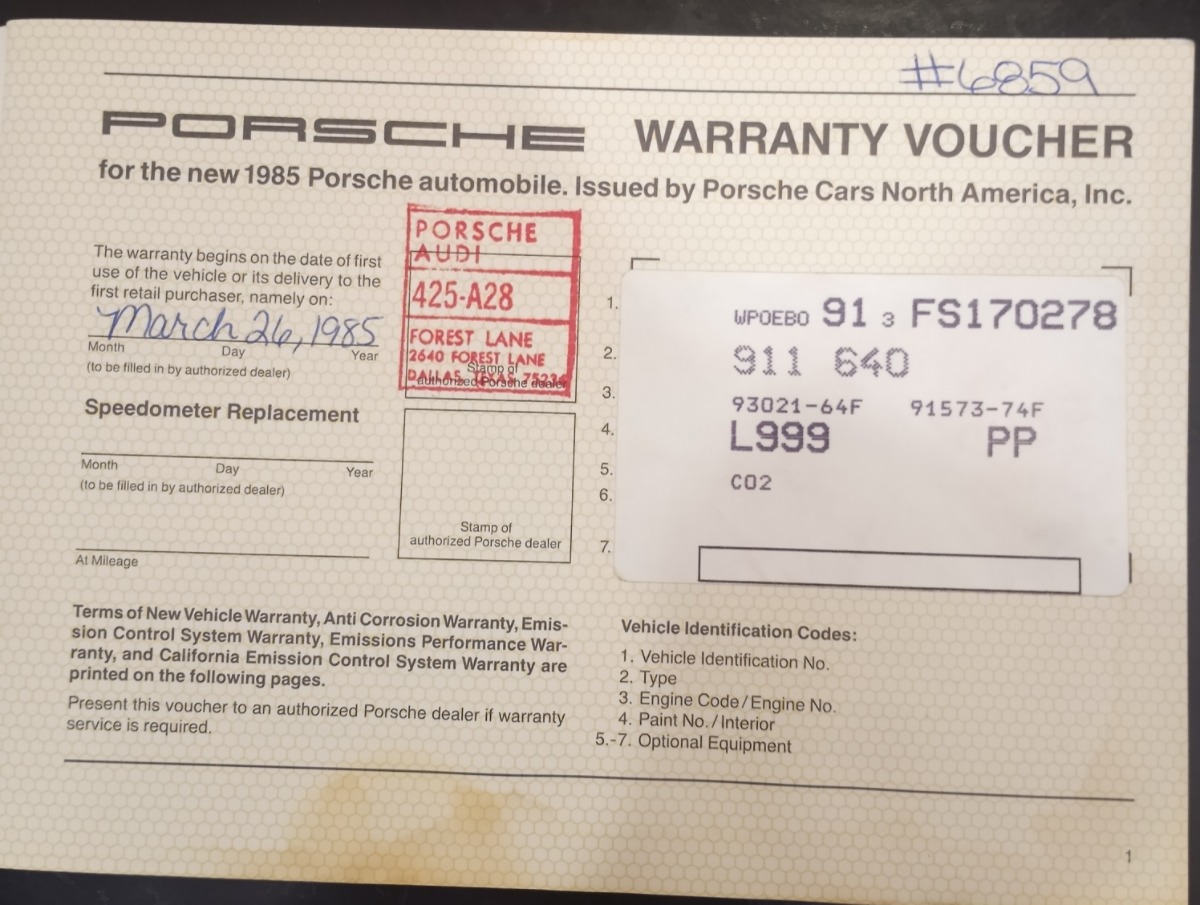 #6859
PORSCHE WARRANTY VOUCHER
for the new 1985 Porsche automobile. Issued by Porsche Cars North America, Inc.
The warranty begins on the date of first
use of the vehicle or its delivery to the
first retail purchaser, namely on:
March 26, 1985
Month Day Year
(to be filled in by authorized dealer)
PORSCHE
AUDI
425-A28
FOREST LANE
2640 FOREST LANE
DALLAS, TEXAS 75234
Stamp of
authorized Porsche dealer
Speedometer Replacement
Month Day Year
(to be filled in by authorized dealer)
At Mileage
Stamp of
authorized Porsche dealer
1. WPOEBO 91 3 FS170278
2. 911 640
3. 93021-64F 91573-74F
4. L999 PP
5. C02
6.
7.
Terms of New Vehicle Warranty, Anti Corrosion Warranty, Emis-
sion Control System Warranty, Emissions Performance War-
ranty, and California Emission Control System Warranty are
printed on the following pages.
Present this voucher to an authorized Porsche dealer if warranty
service is required.
Vehicle Identification Codes:
1. Vehicle Identification No.
2. Type
3. Engine Code/Engine No.
4. Paint No./Interior
5.-7. Optional Equipment
1